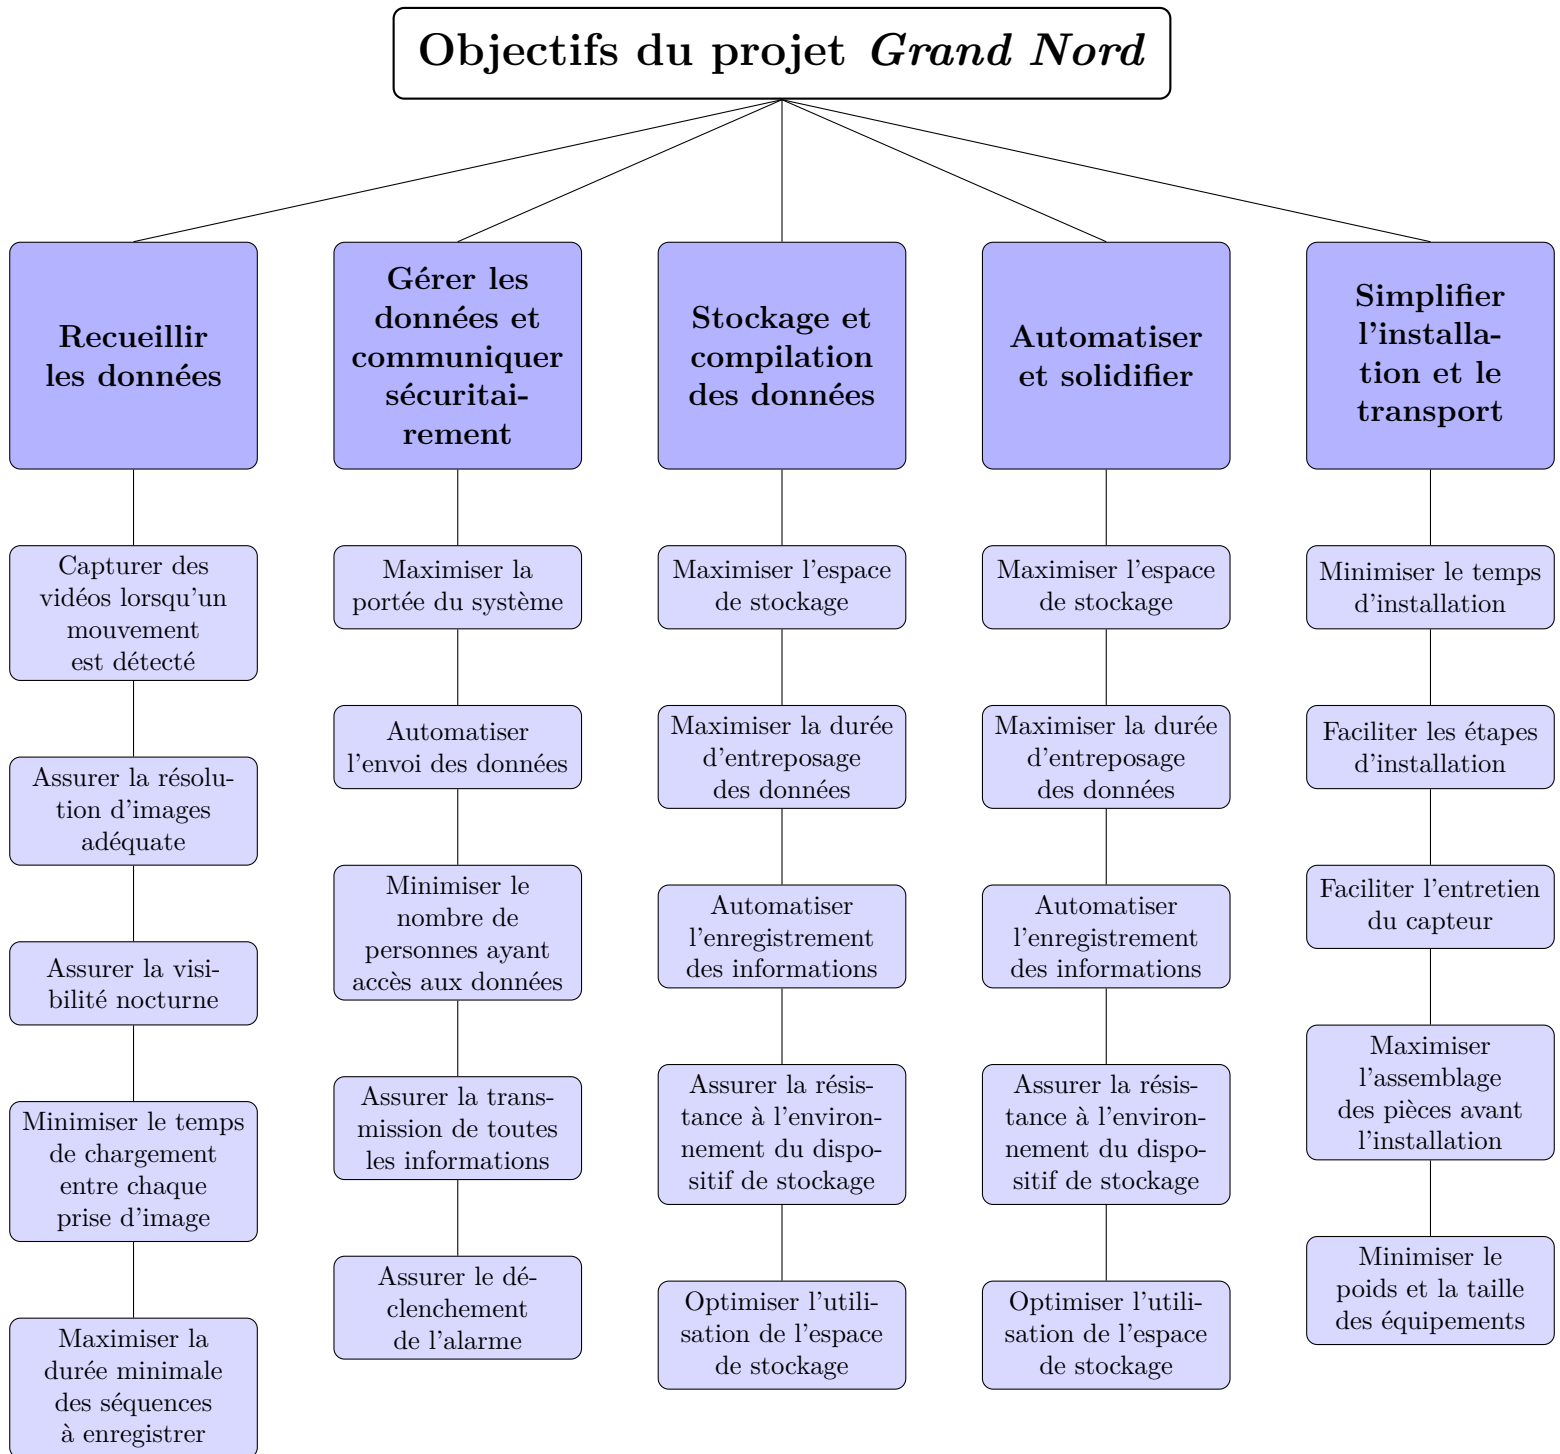 Objectifs du projet Grand Nord
Recueillir
les données
Capturer des
vidéos lorsqu'un
mouvement
est détecté
Assurer la résolu-
tion d'images
adéquate
Assurer la visi-
bilité nocturne
Minimiser le temps
de chargement
entre chaque
prise d'image
Maximiser la
durée minimale
des séquences
à enregistrer
Gérer les
données et
communiquer
sécuritai-
rement
Maximiser la
portée du système
Automatiser
l'envoi des données
Minimiser le
nombre de
personnes ayant
accès aux données
Assurer la trans-
mission de toutes
les informations
Assurer le dé-
clenchement
de l'alarme
Stockage et
compilation
des données
Maximiser l'espace
de stockage
Maximiser la durée
d'entreposage
des données
Automatiser
l'enregistrement
des informations
Assurer la résis-
tance à l'environ-
nement du dispo-
sitif de stockage
Optimiser l'utili-
sation de l'espace
de stockage
Automatiser
et solidifier
Maximiser l'espace
de stockage
Maximiser la durée
d'entreposage
des données
Automatiser
l'enregistrement
des informations
Assurer la résis-
tance à l'environ-
nement du dispo-
sitif de stockage
Optimiser l'utili-
sation de l'espace
de stockage
Simplifier
l'installa-
tion et le
transport
Minimiser le temps
d'installation
Faciliter les étapes
d'installation
Faciliter l'entretien
du capteur
Maximiser
l'assemblage
des pièces avant
l'installation
Minimiser le
poids et la taille
des équipements